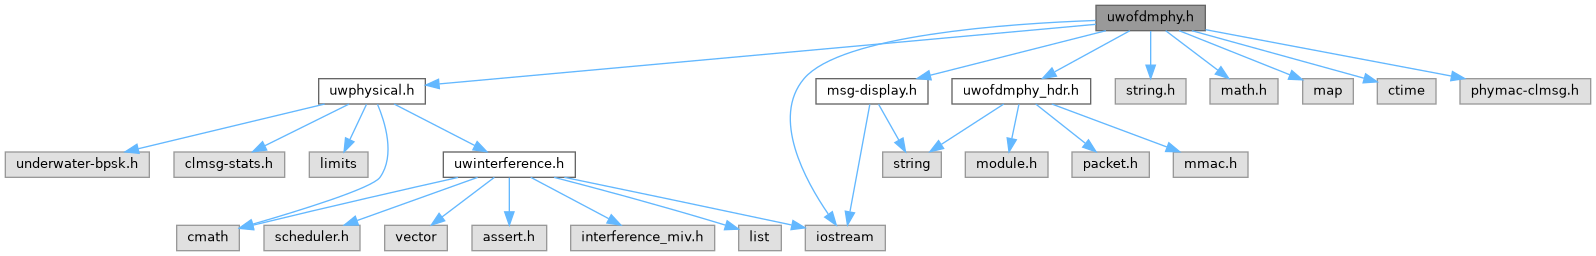 uwofdmphy.h
uwphysical.h
msg-display.h
uwofdmphy_hdr.h
string.h
math.h
map
ctime
phymac-clmsg.h
underwater-bpsk.h
clmsg-stats.h
limits
uwinterference.h
string
module.h
packet.h
mmac.h
cmath
scheduler.h
vector
assert.h
interference_miv.h
list
iostream